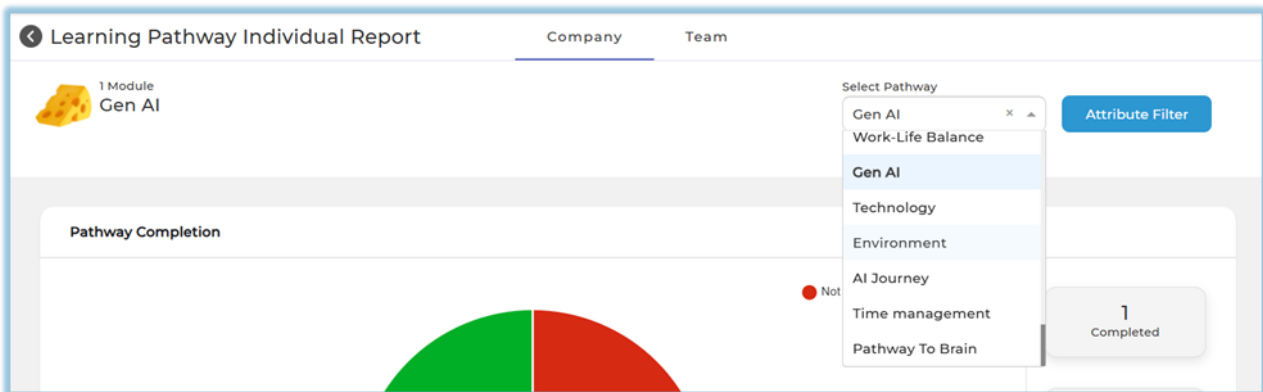 Learning Pathway Individual Report
Company
Team
1 Module
Gen AI
Select Pathway
Gen AI
Attribute Filter
Work-Life Balance
Gen AI
Technology
Environment
AI Journey
Time management
Pathway To Brain
Pathway Completion
Not
1
Completed